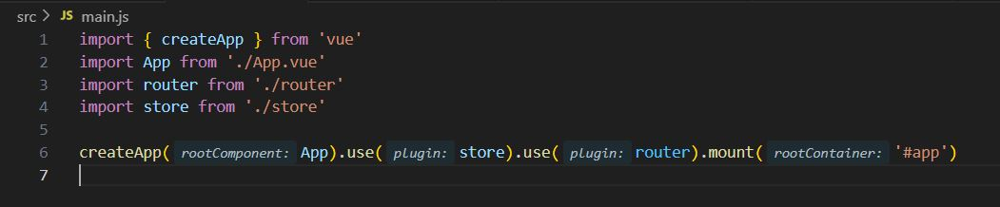 src > JS main.js
1 import { createApp } from 'vue'
2 import App from './App.vue'
3 import router from './router'
4 import store from './store'
5
6 createApp( rootComponent: App).use( plugin: store).use( plugin: router).mount( rootContainer: '#app')
7